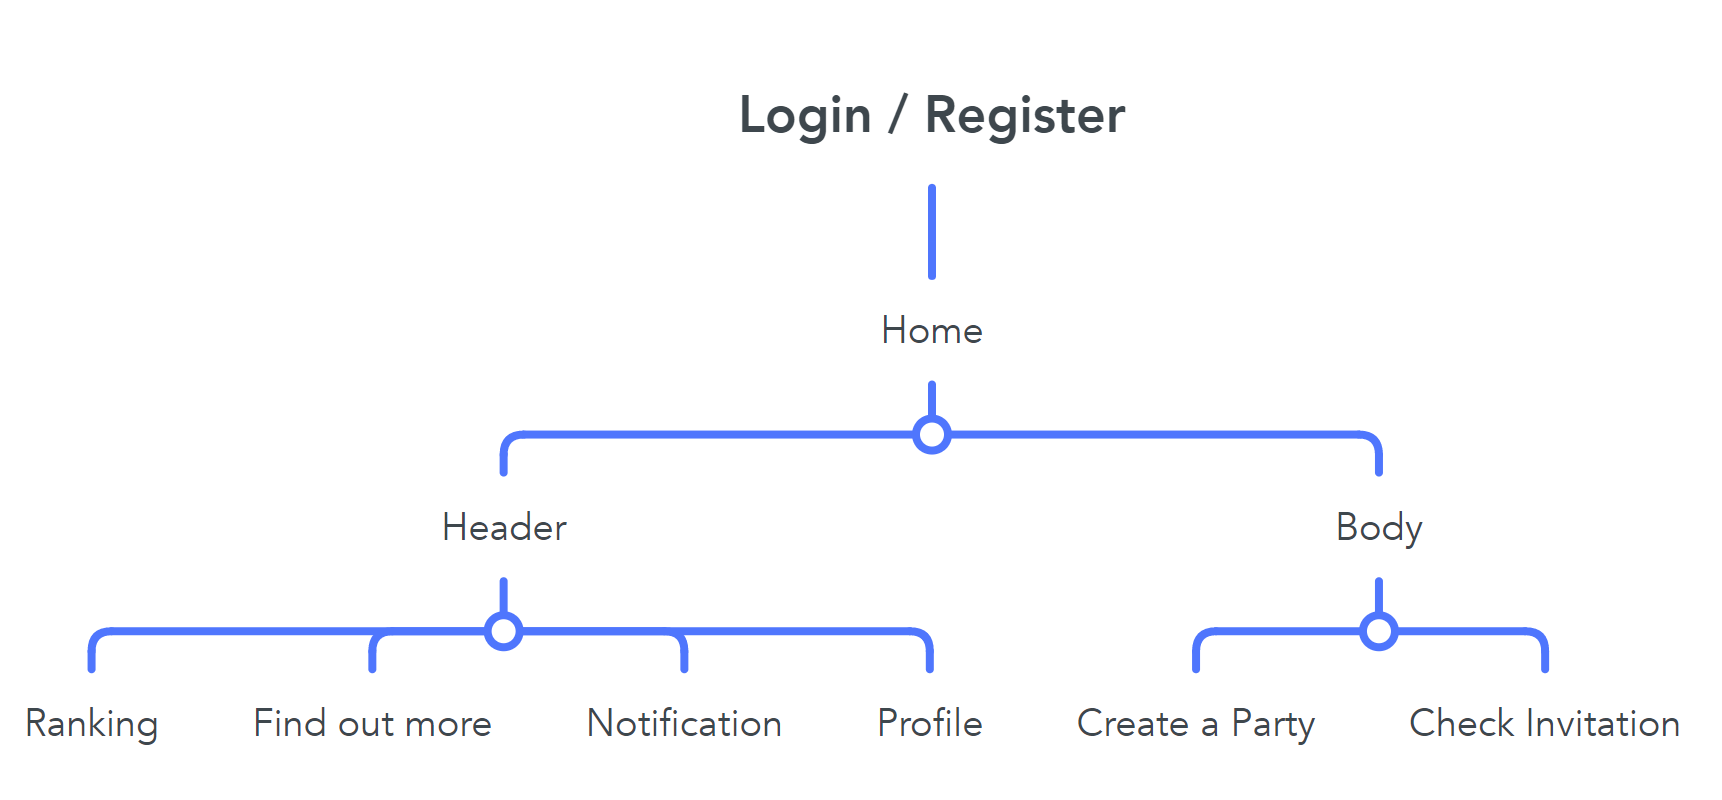 Login / Register
Home
Header
Body
Ranking
Find out more
Notification
Profile
Create a Party
Check Invitation